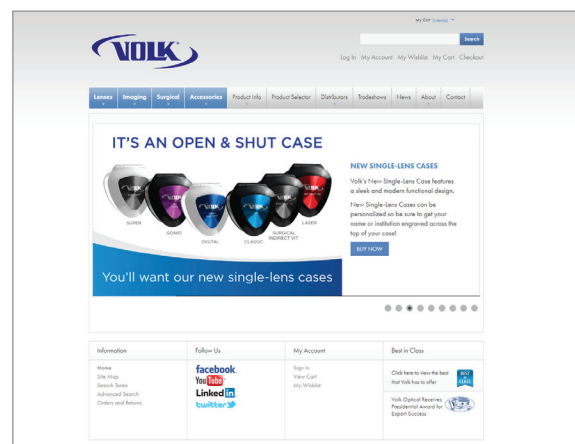 My Cart
Search
VOLK
Log In My Account My Wishlist My Cart Checkout
Lenses Imaging Surgical Accessories Product Info Product Selector Distributors Tradeshows News About Contact
IT'S AN OPEN & SHUT CASE
SUPER
SONIO
DIGITAL
CLASSIC
SURGICAL
INDIRECT VIT
LASER
You'll want our new single-lens cases
NEW SINGLE-LENS CASES
Volk's New Single-Lens Case features
a sleek and modern functional design.
New Single-Lens Cases can be
personalized so be sure to get your
name or institution engraved across the
top of your case!
BUY NOW
Information
Home
Site Map
Search Terms
Advanced Search
Orders and Returns
Follow Us
facebook.
YouTube
Linked in
twitter
My Account
Sign In
View Cart
My Wishlist
Best in Class
Click here to view the best
that Volk has to offer
BEST
IN
CLASS
Volk Optical Receives
Presidential Award for
Export Success